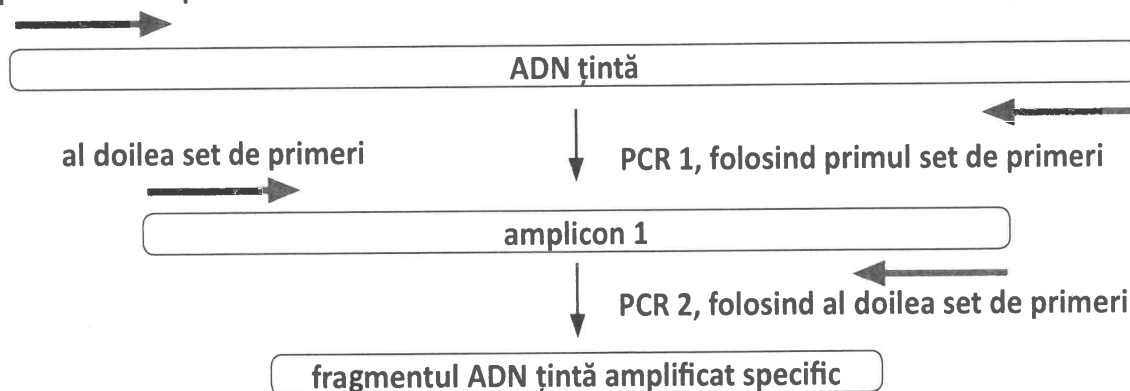 ADN țintă
al doilea set de primeri
PCR 1, folosind primul set de primeri
amplicon 1
PCR 2, folosind al doilea set de primeri
fragmentul ADN țintă amplificat specific